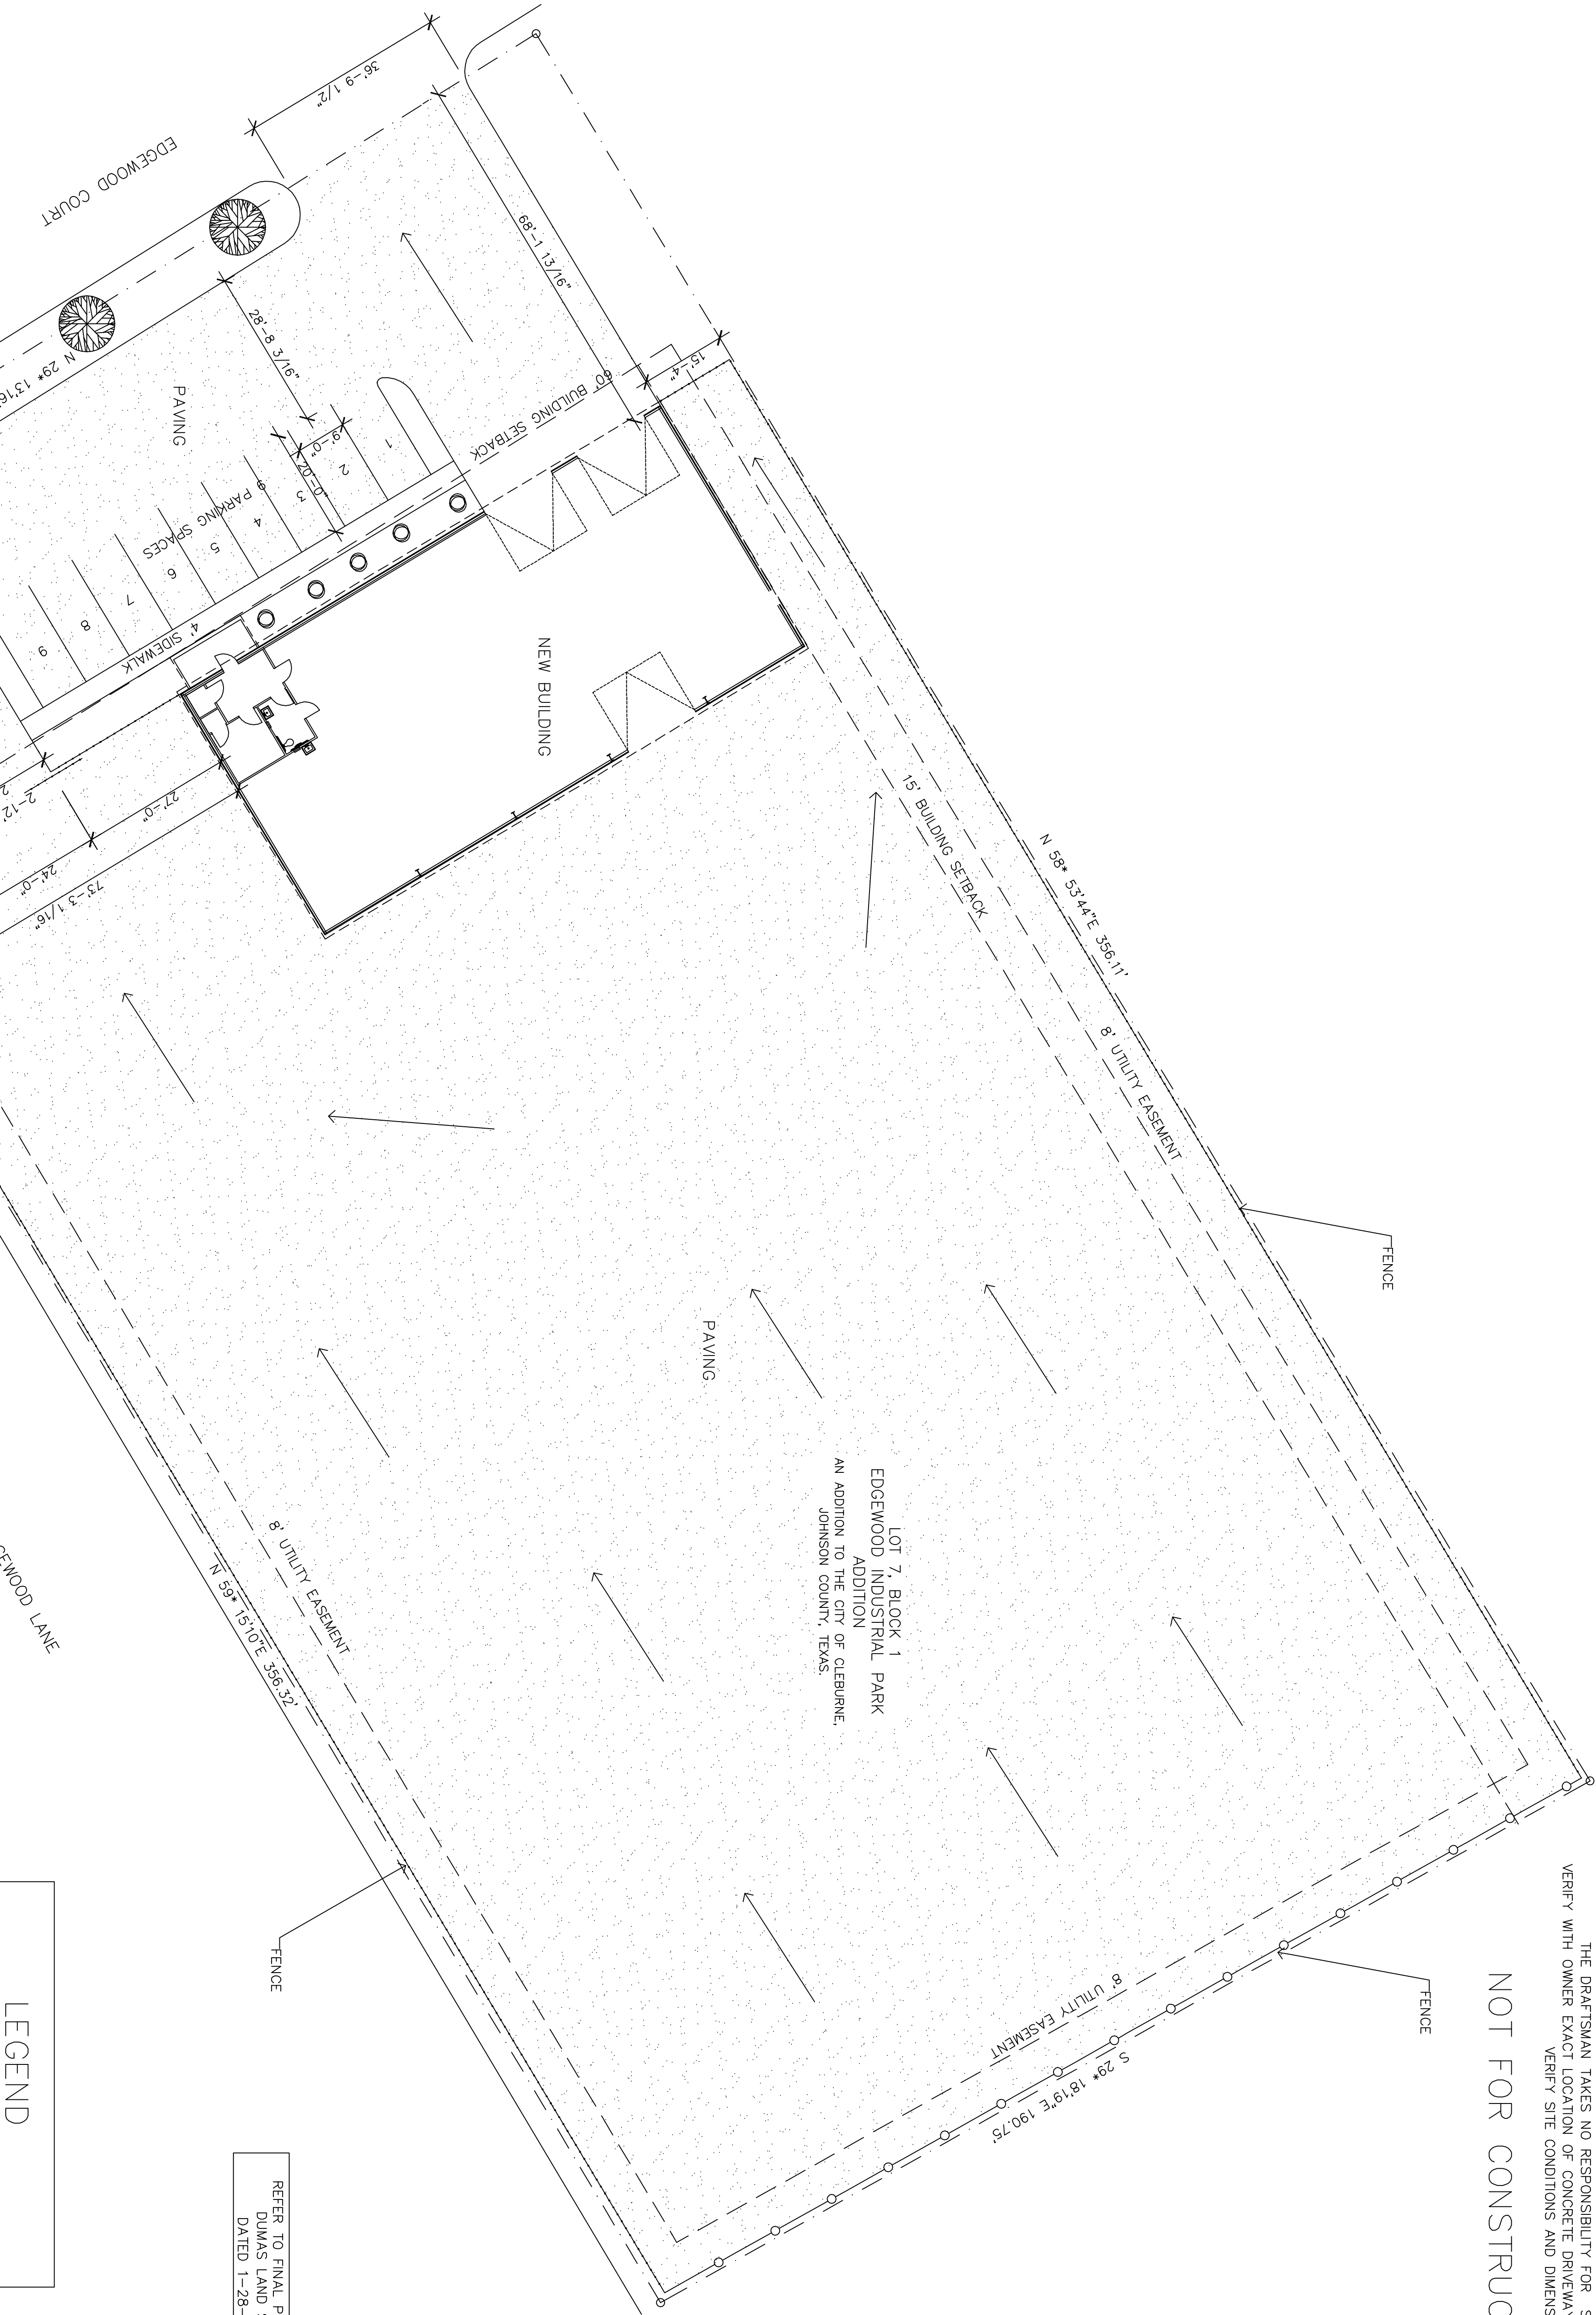 THE DRAFTSMAN TAKES NO RESPONSIBILITY FOR
VERIFY WITH OWNER EXACT LOCATION OF CONCRETE
VERIFY SITE CONDITIONS AND
NOT FOR
FENCE
FENCE
N 58* 53'44"E 356.11'
8' UTILITY EASEMENT
15' BUILDING SETBACK
15'-4"
60' BUILDING SETBACK
68'-1 13/16"
36'-9 1/2"
EDGEWOOD COURT
28'-8 3/16"
PAVING
N 29* 13'16
9'-0"
20'-0"
9 PARKING SPACES
1
2
3
4
5
6
7
8
9
4' SIDEWALK
NEW BUILDING
27'-0"
2-12'
24'-0"
73'-3 1/16"
PAVING
LOT 7, BLOCK 1
EDGEWOOD INDUSTRIAL PARK
ADDITION
AN ADDITION TO THE CITY OF CLEBURNE,
JOHNSON COUNTY, TEXAS.
8' UTILITY EASEMENT
S 29* 18'19"E 190.75'
8' UTILITY EASEMENT
N 59* 15'10"E 356.32'
FENCE
LANE
REFER TO FINAL
DUMAS LAND
DATED 1-28-
LEGEND